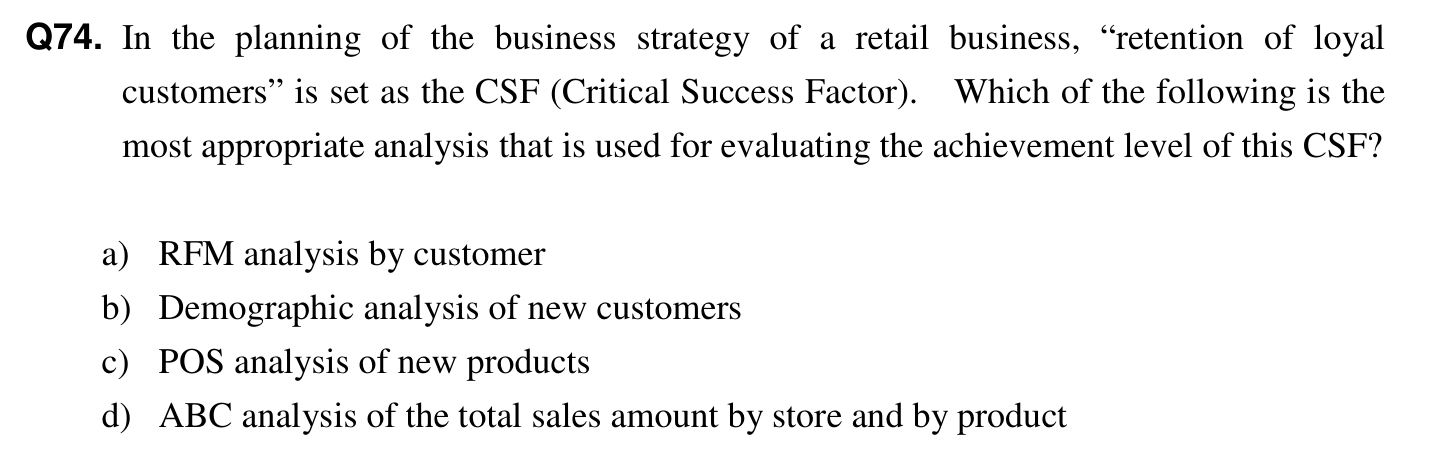 Q74. In the planning of the business strategy of a retail business, “retention of loyal
customers” is set as the CSF (Critical Success Factor). Which of the following is the
most appropriate analysis that is used for evaluating the achievement level of this CSF?
a) RFM analysis by customer
b) Demographic analysis of new customers
c) POS analysis of new products
d) ABC analysis of the total sales amount by store and by product